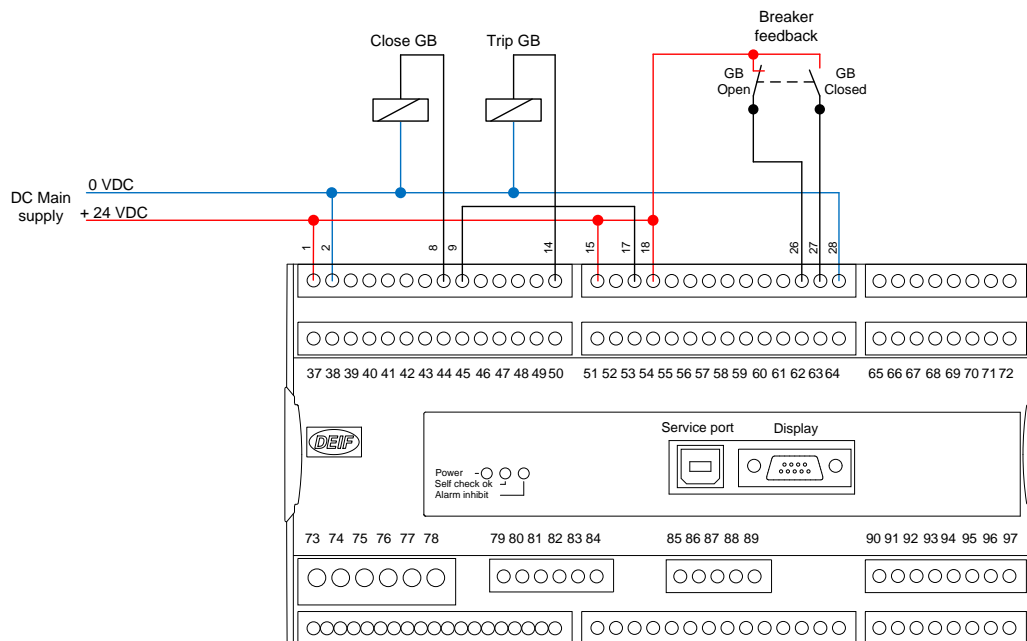 Breaker
feedback
Close GB
Trip GB
GB
Open
GB
Closed
DC Main
supply
0 VDC
+ 24 VDC
1 2 8 9 14 15 17 18 26 27 28
37 38 39 40 41 42 43 44 45 46 47 48 49 50 51 52 53 54 55 56 57 58 59 60 61 62 63 64 65 66 67 68 69 70 71 72
DEIF
Service port
Display
Power
Self check ok
Alarm inhibit
73 74 75 76 77 78 79 80 81 82 83 84 85 86 87 88 89 90 91 92 93 94 95 96 97